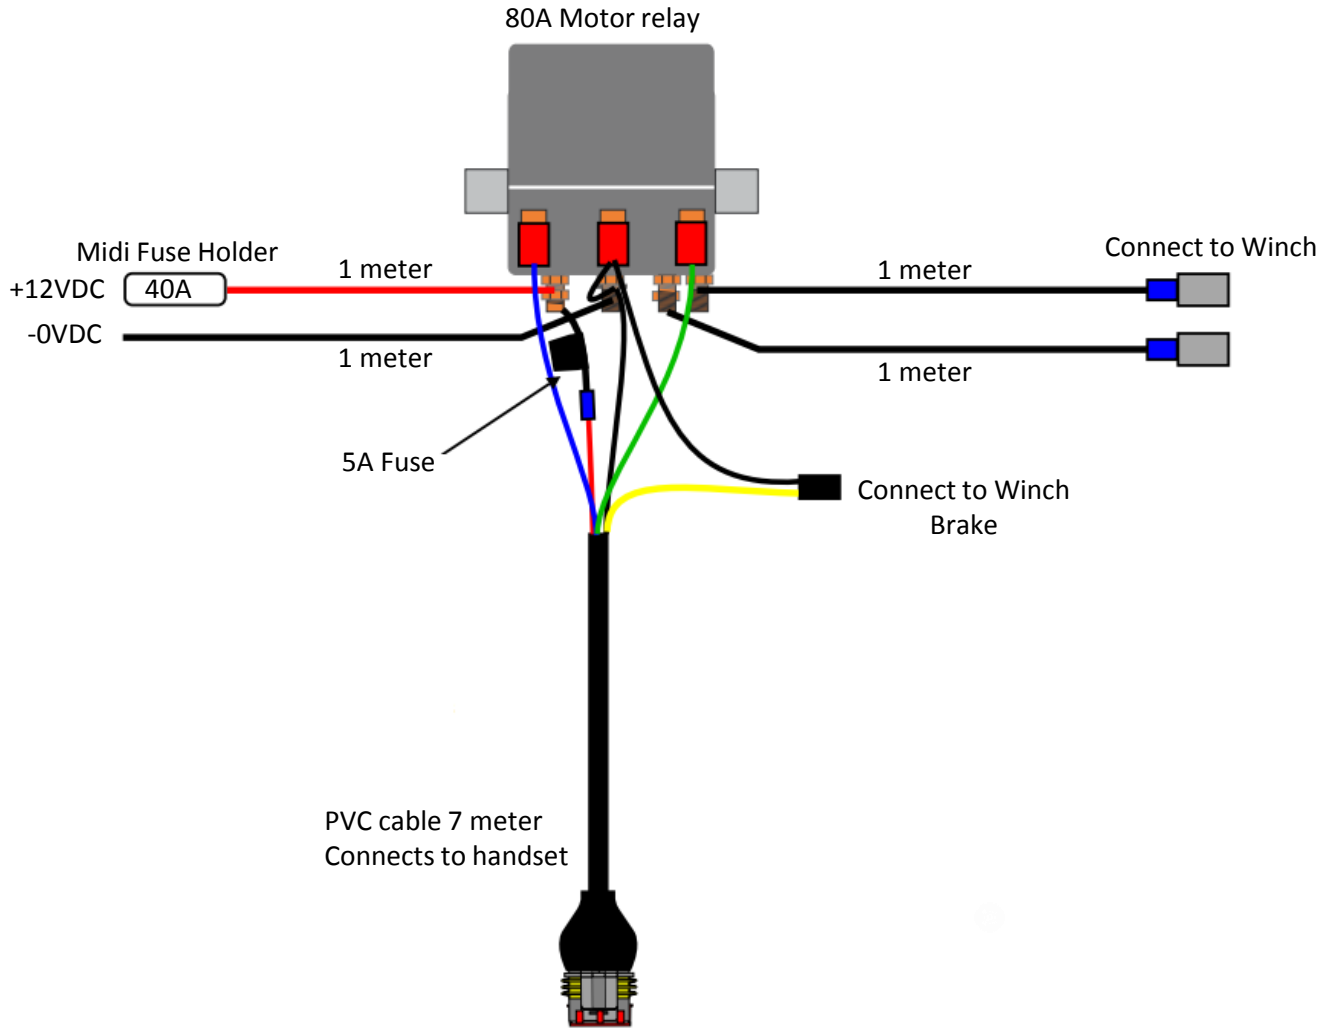 80A Motor relay
Midi Fuse Holder
1 meter
1 meter
Connect to Winch
+12VDC
40A
-0VDC
1 meter
1 meter
5A Fuse
Connect to Winch
Brake
PVC cable 7 meter
Connects to handset